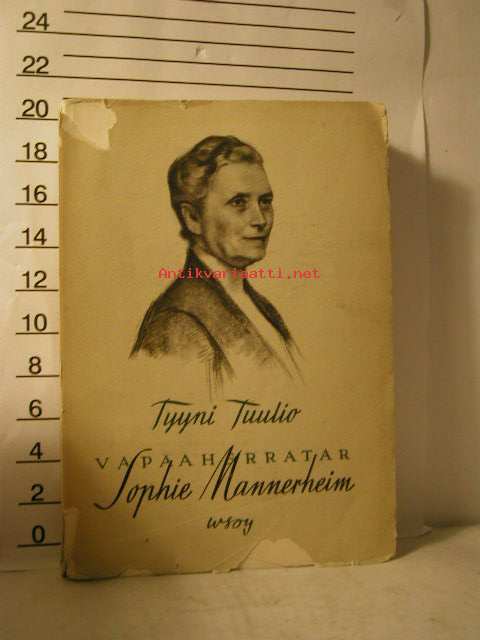 24
22
20
18
16
14
12
10
8
6
4
2
0
Antikvariaatti.net
Tyyni Tuulio
VAPAAHERRATAR
Sophie Mannerheim
wsoy